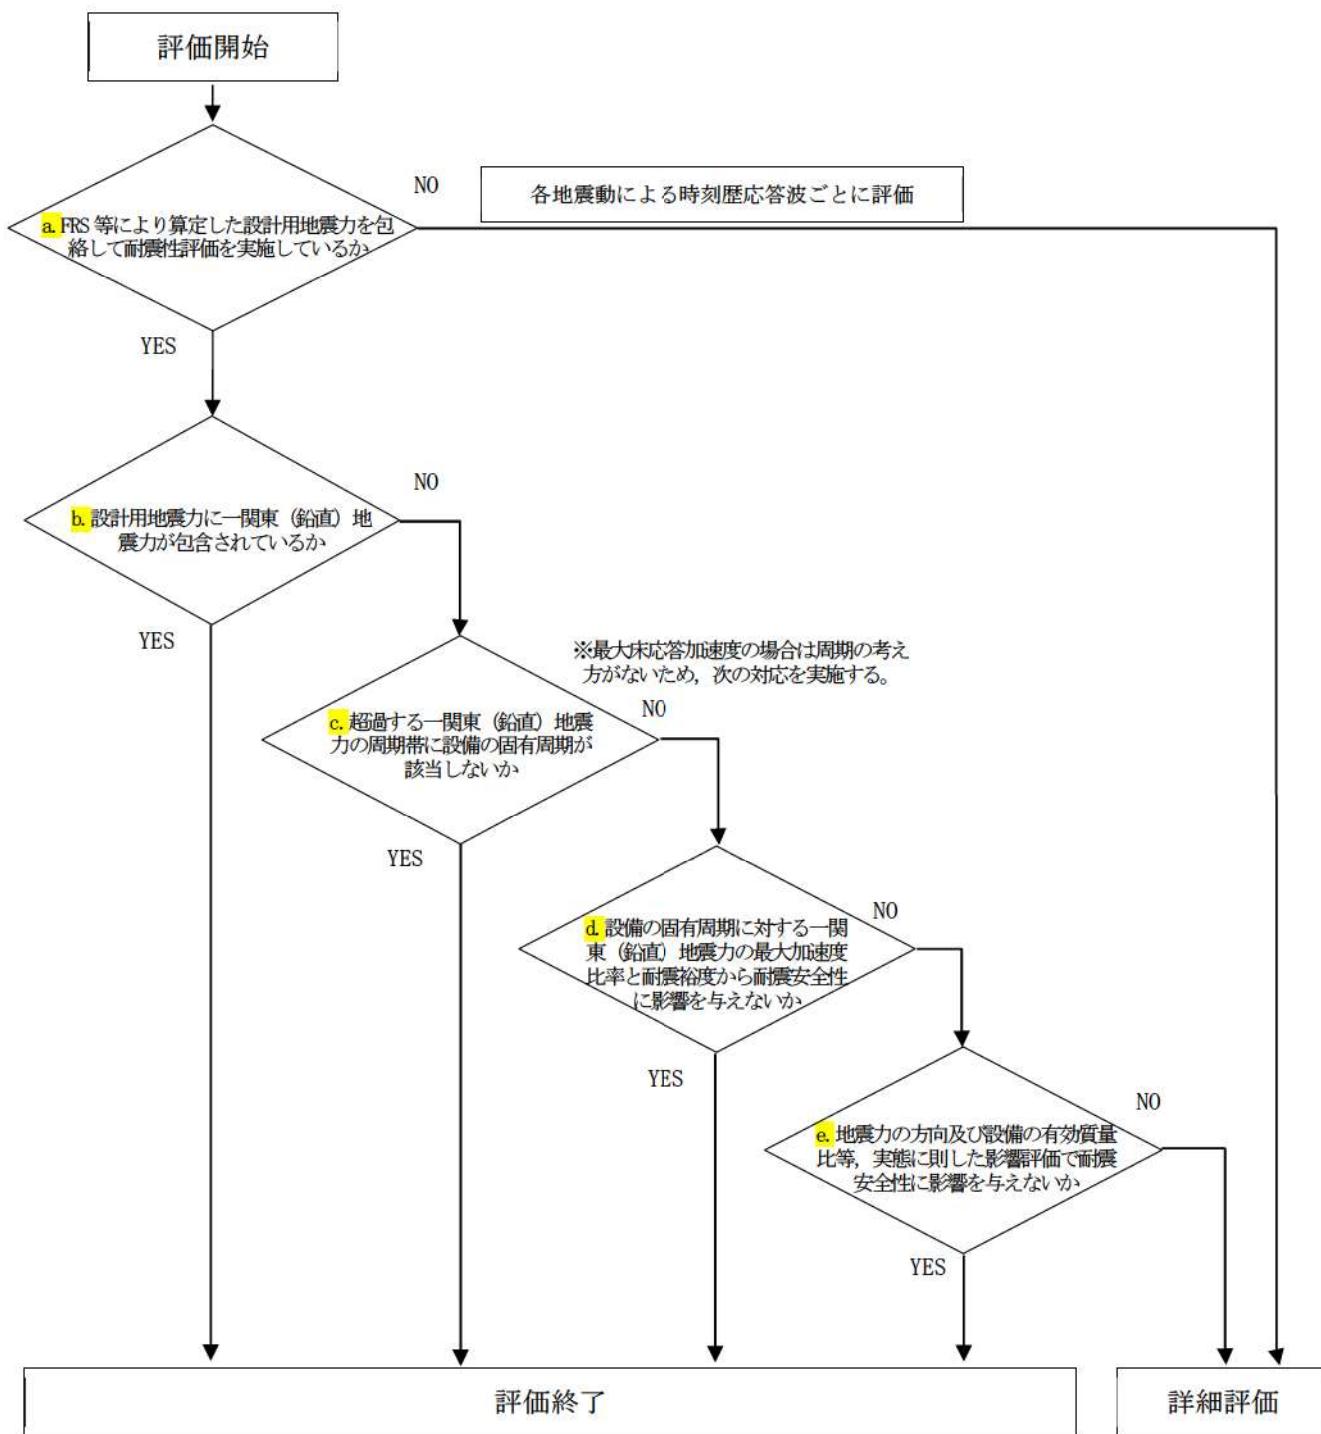 評価開始
NO
各地震動による時刻歴応答波ごとに評価
a. FRS 等により算定した設計用地震力を包
絡して耐震性評価を実施しているか
YES
NO
b. 設計用地震力に一関東（鉛直）地
震力が包含されているか
YES
※最大床応答加速度の場合は周期の考え
方がないため，次の対応を実施する。
NO
c. 超過する一関東（鉛直）地震
力の周期帯に設備の固有周期が
該当しないか
YES
NO
d. 設備の固有周期に対する一関
東（鉛直）地震力の最大加速度
比率と耐震裕度から耐震安全性
に影響を与えないか
YES
NO
e. 地震力の方向及び設備の有効質量
比等，実態に則した影響評価で耐震
安全性に影響を与えないか
YES
評価終了
詳細評価